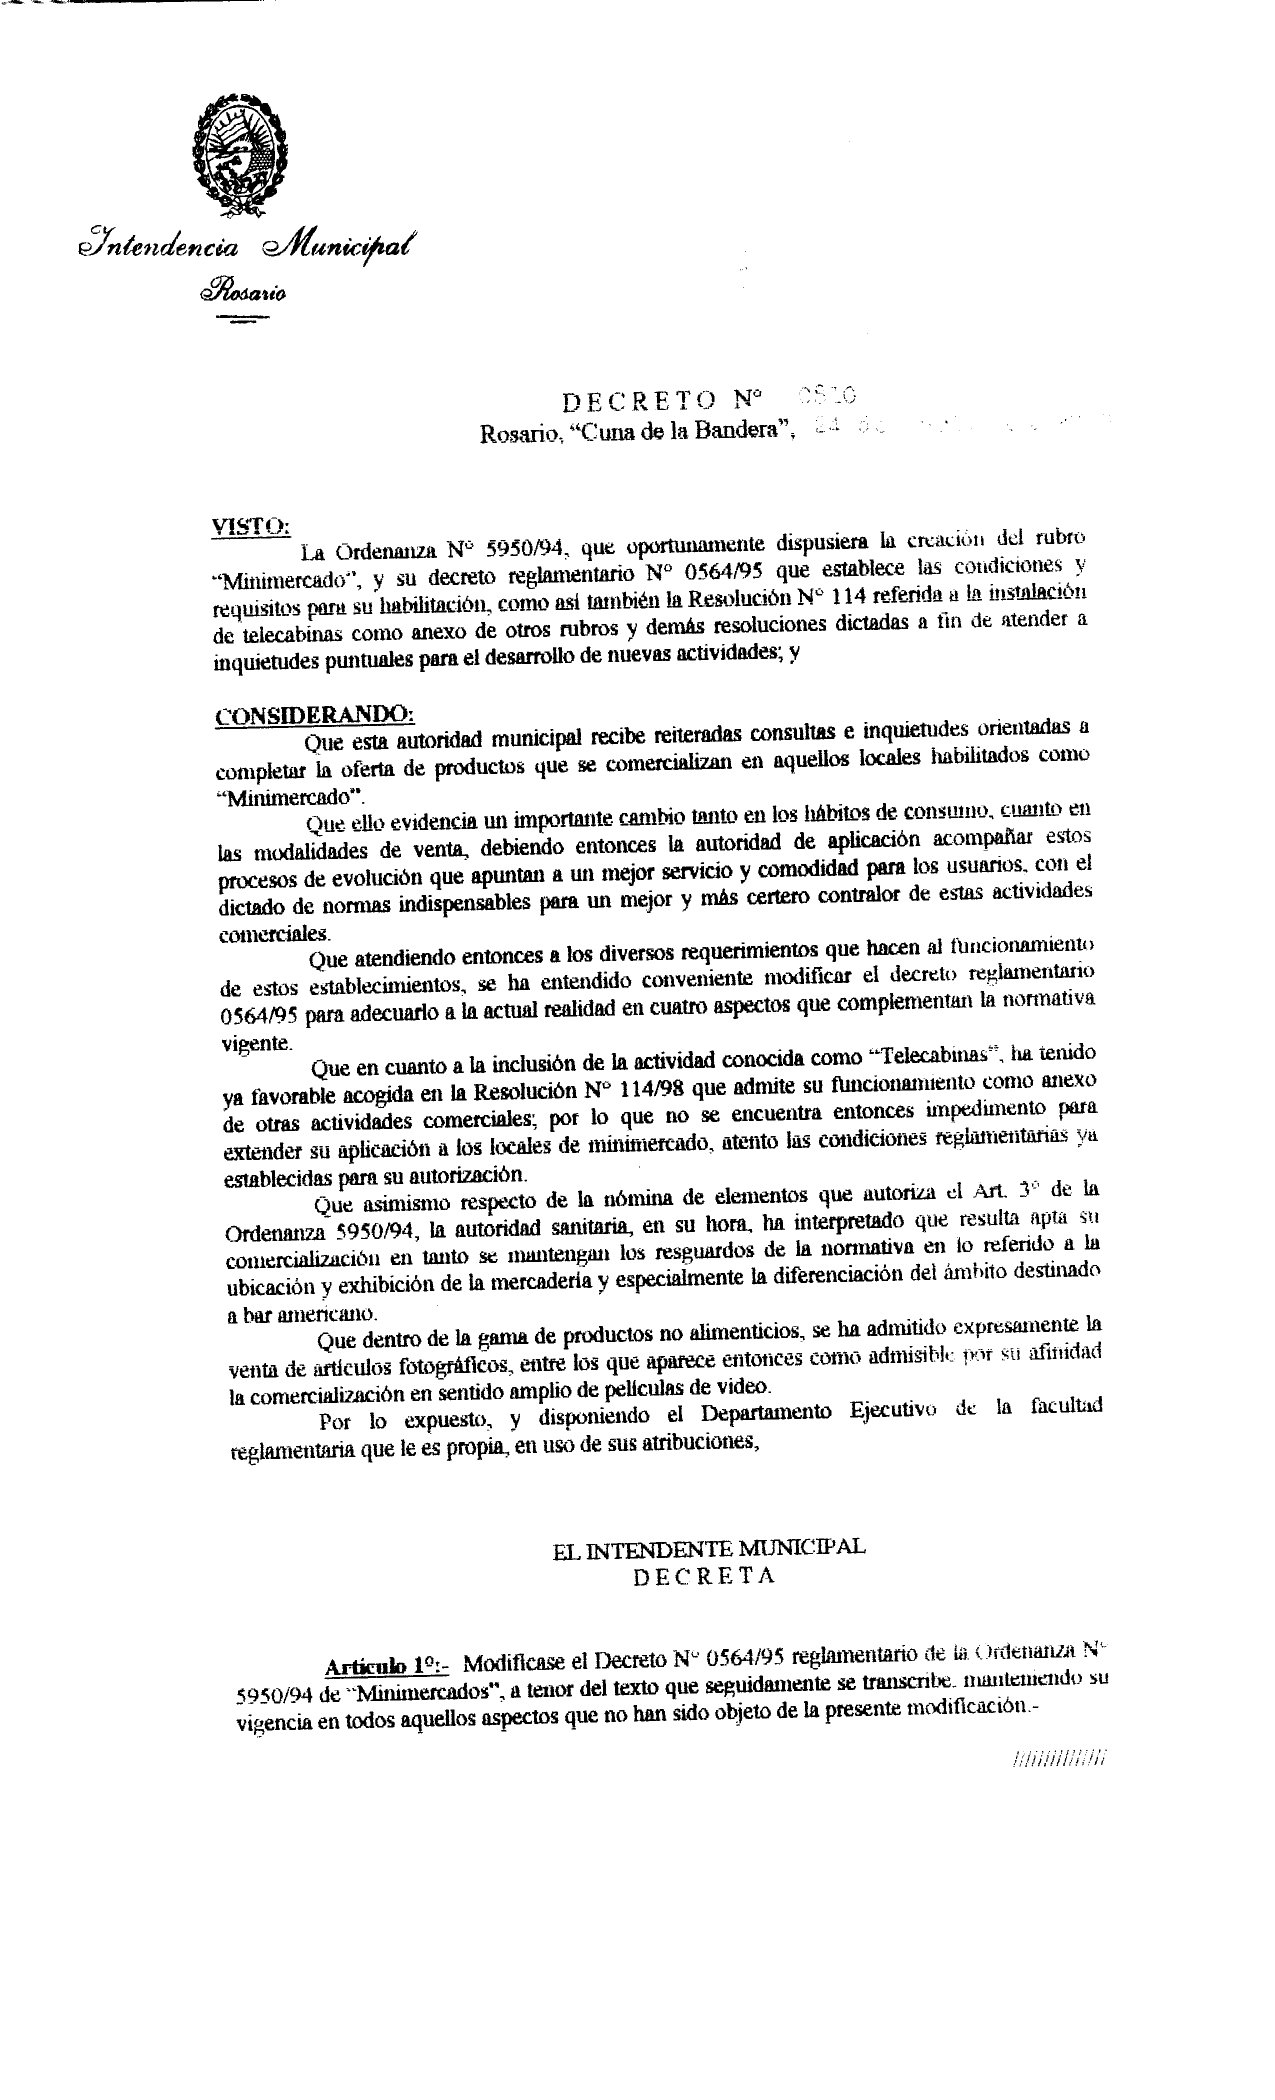 Intendencia Municipal
Rosario
DECRETO Nº
Rosario, “Cuna de la Bandera”, 24 de
VISTO:
La Ordenanza Nº 5950/94, que oportunamente dispusiera la creación del rubro
“Minimercado”, y su decreto reglamentario Nº 0564/95 que establece las condiciones y
requisitos para su habilitación, como así también la Resolución Nº 114 referida a la instalación
de telecabinas como anexo de otros rubros y demás resoluciones dictadas a fin de atender a
inquietudes puntuales para el desarrollo de nuevas actividades; y
CONSIDERANDO:
Que esta autoridad municipal recibe reiteradas consultas e inquietudes orientadas a
completar la oferta de productos que se comercializan en aquellos locales habilitados como
“Minimercado”.
Que ello evidencia un importante cambio tanto en los hábitos de consumo, cuanto en
las modalidades de venta, debiendo entonces la autoridad de aplicación acompañar estos
procesos de evolución que apuntan a un mejor servicio y comodidad para los usuarios, con el
dictado de normas indispensables para un mejor y más certero contralor de estas actividades
comerciales.
Que atendiendo entonces a los diversos requerimientos que hacen al funcionamiento
de estos establecimientos, se ha entendido conveniente modificar el decreto reglamentario
0564/95 para adecuarlo a la actual realidad en cuatro aspectos que complementan la normativa
vigente.
Que en cuanto a la inclusión de la actividad conocida como “Telecabinas”, ha tenido
ya favorable acogida en la Resolución Nº 114/98 que admite su funcionamiento como anexo
de otras actividades comerciales; por lo que no se encuentra entonces impedimento para
extender su aplicación a los locales de minimercado, atento las condiciones reglamentarias ya
establecidas para su autorización.
Que asimismo respecto de la nómina de elementos que autoriza el Art. 3º de la
Ordenanza 5950/94, la autoridad sanitaria, en su hora, ha interpretado que resulta apta su
comercialización en tanto se mantengan los resguardos de la normativa en lo referido a la
ubicación y exhibición de la mercadería y especialmente la diferenciación del ámbito destinado
a bar americano.
Que dentro de la gama de productos no alimenticios, se ha admitido expresamente la
venta de artículos fotográficos, entre los que aparece entonces como admisible por su afinidad
la comercialización en sentido amplio de películas de video.
Por lo expuesto, y disponiendo el Departamento Ejecutivo de la facultad
reglamentaria que le es propia, en uso de sus atribuciones,
EL INTENDENTE MUNICIPAL
DECRETA
Artículo 1º:- Modifícase el Decreto Nº 0564/95 reglamentario de la Ordenanza Nº
5950/94 de “Minimercados”, a tenor del texto que seguidamente se transcribe, manteniendo su
vigencia en todos aquellos aspectos que no han sido objeto de la presente modificación.-
///////////////